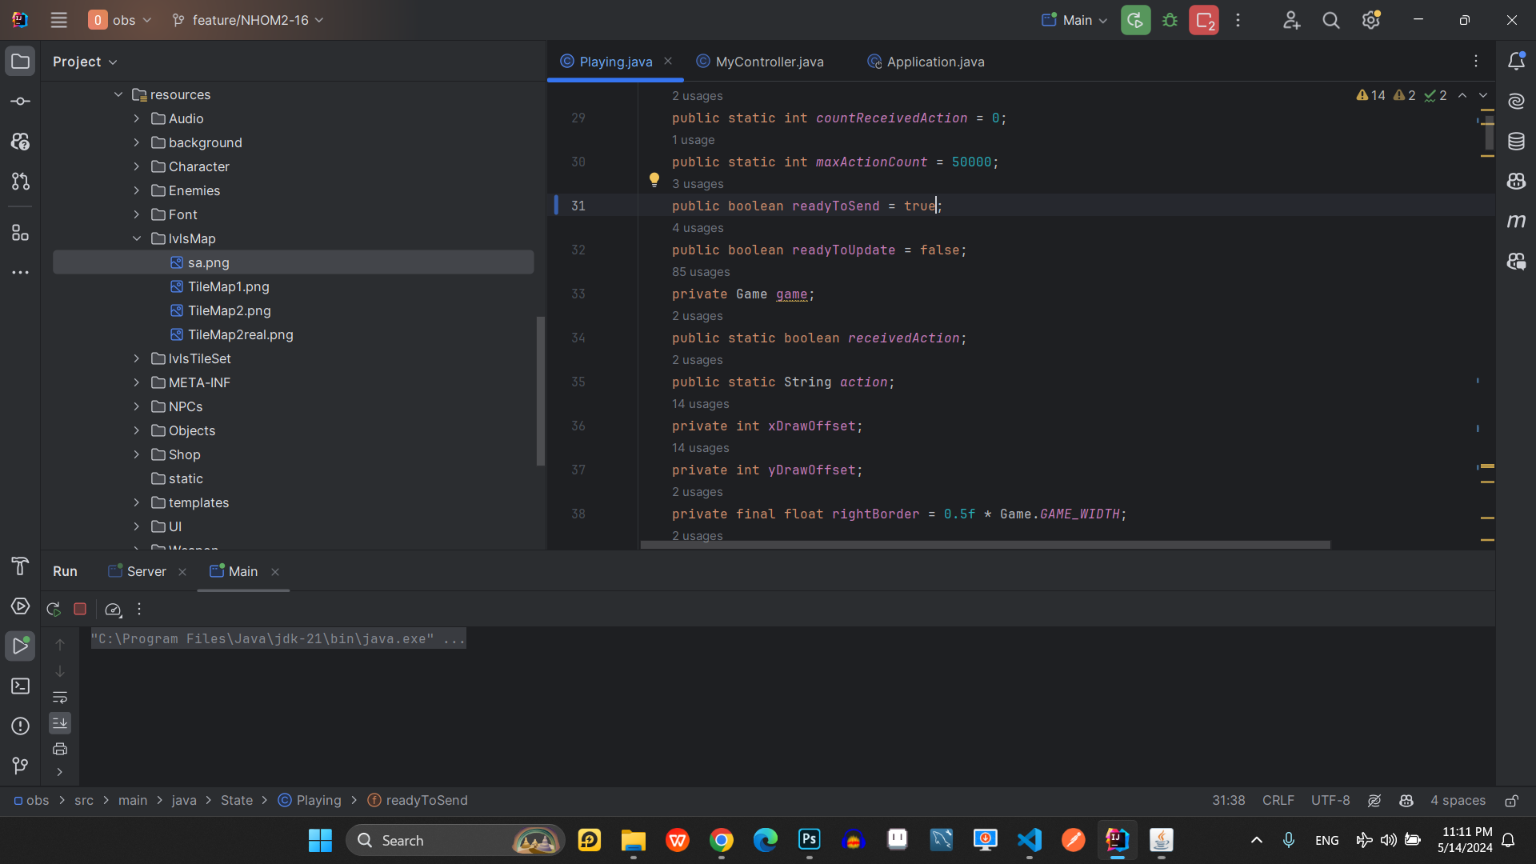 O obs feature/NHOM2-16 Main 2
Project
Playing.java MyController.java Application.java
resources
Audio
background
Character
Enemies
Font
lvlsMap
sa.png
TileMap1.png
TileMap2.png
TileMap2real.png
lvlsTileSet
META-INF
NPCs
Objects
Shop
static
templates
UI
14 2 2
2 usages
29 public static int countReceivedAction = 0;
1 usage
30 public static int maxActionCount = 50000;
3 usages
31 public boolean readyToSend = true;
4 usages
32 public boolean readyToUpdate = false;
85 usages
33 private Game game;
2 usages
34 public static boolean receivedAction;
2 usages
35 public static String action;
14 usages
36 private int xDrawOffset;
14 usages
37 private int yDrawOffset;
2 usages
38 private final float rightBorder = 0.5f * Game.GAME_WIDTH;
2 usages
Run Server Main
"C:\Program Files\Java\jdk-21\bin\java.exe" ...
obs > src > main > java > State > Playing > readyToSend
31:38 CRLF UTF-8 4 spaces
Search
ENG
11:11 PM
5/14/2024